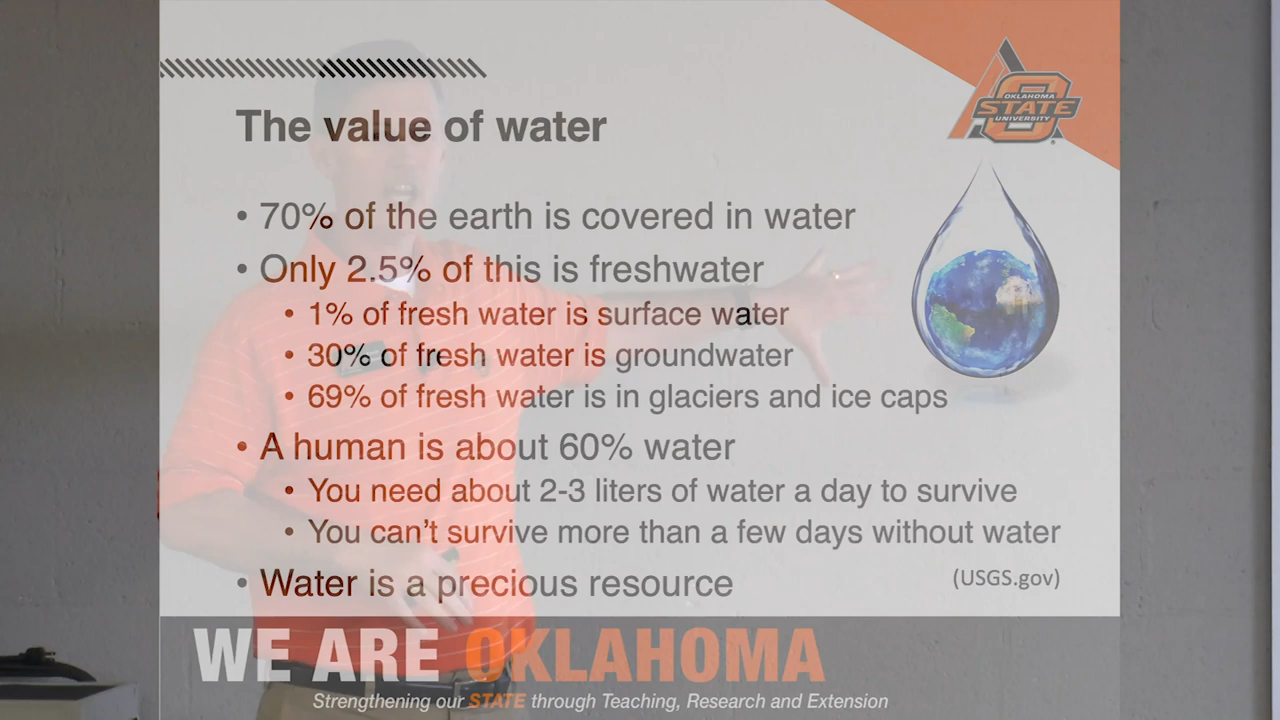 OKLAHOMA
STATE
UNIVERSITY
The value of water
• 70% of the earth is covered in water
• Only 2.5% of this is freshwater
• 1% of fresh water is surface water
• 30% of fresh water is groundwater
• 69% of fresh water is in glaciers and ice caps
• A human is about 60% water
• You need about 2-3 liters of water a day to survive
• You can't survive more than a few days without water
• Water is a precious resource
(USGS.gov)
WE ARE OKLAHOMA
Strengthening our STATE through Teaching, Research and Extension